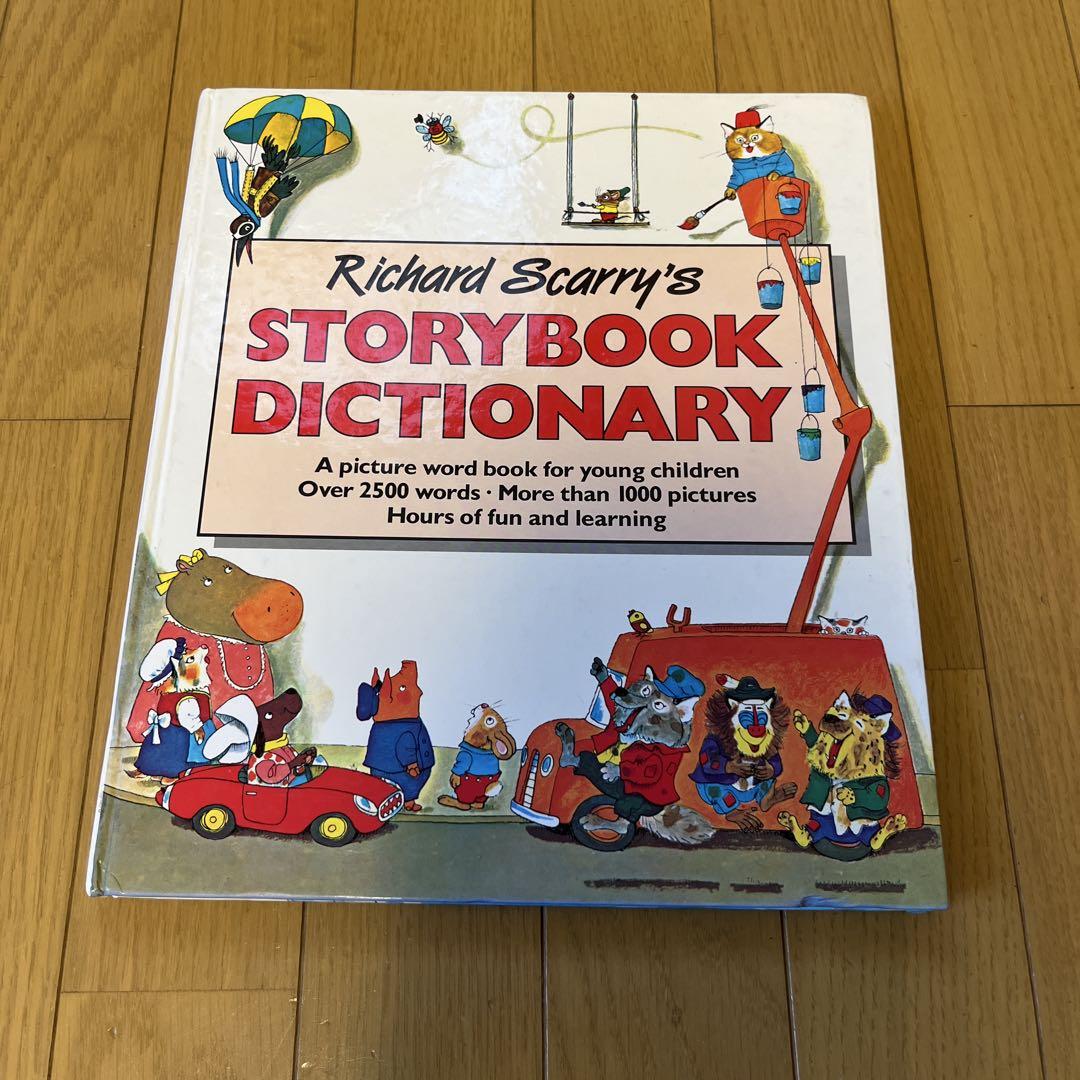 Richard Scarry's
STORYBOOK
DICTIONARY
A picture word book for young children
Over 2500 words · More than 1000 pictures
Hours of fun and learning